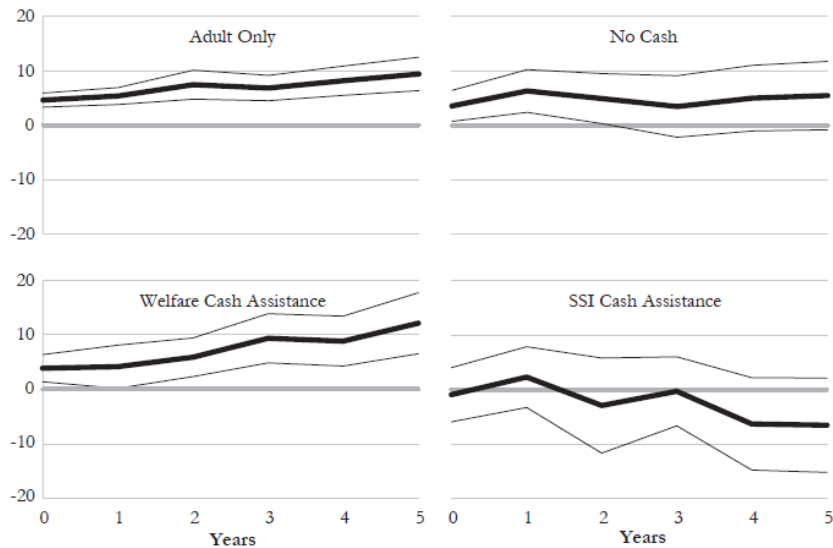 20
Adult Only
No Cash
10
0
-10
-20
20
Welfare Cash Assistance
SSI Cash Assistance
10
0
-10
-20
0 1 2 3 4 5 0 1 2 3 4 5
Years Years